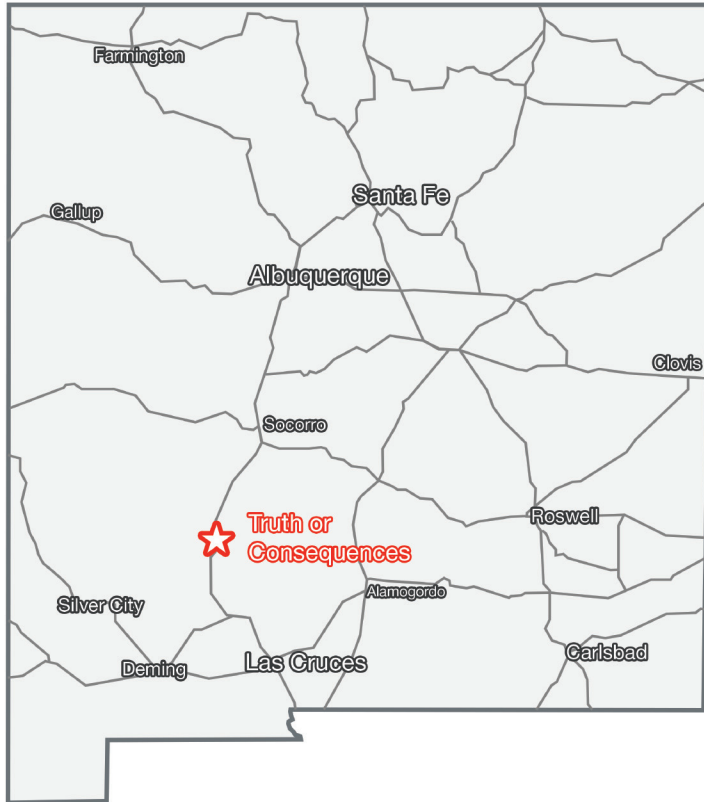 Farmington
Santa Fe
Gallup
Albuquerque
Clovis
Socorro
Truth or
Consequences
Roswell
Alamogordo
Silver City
Carlsbad
Las Cruces
Deming